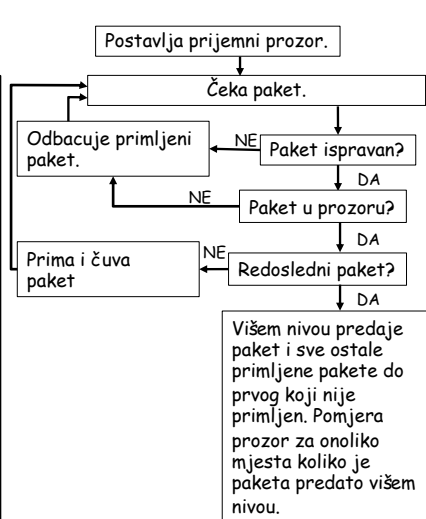 Postavlja prijemni prozor.
Čeka paket.
Odbacuje primljeni
paket.
NE
Paket ispravan?
DA
NE
Paket u prozoru?
DA
Prima i čuva
paket
NE
Redosledni paket?
DA
Višem nivou predaje
paket i sve ostale
primljene pakete do
prvog koji nije
primljen. Pomjera
prozor za onoliko
mjesta koliko je
paketa predato višem
nivou.